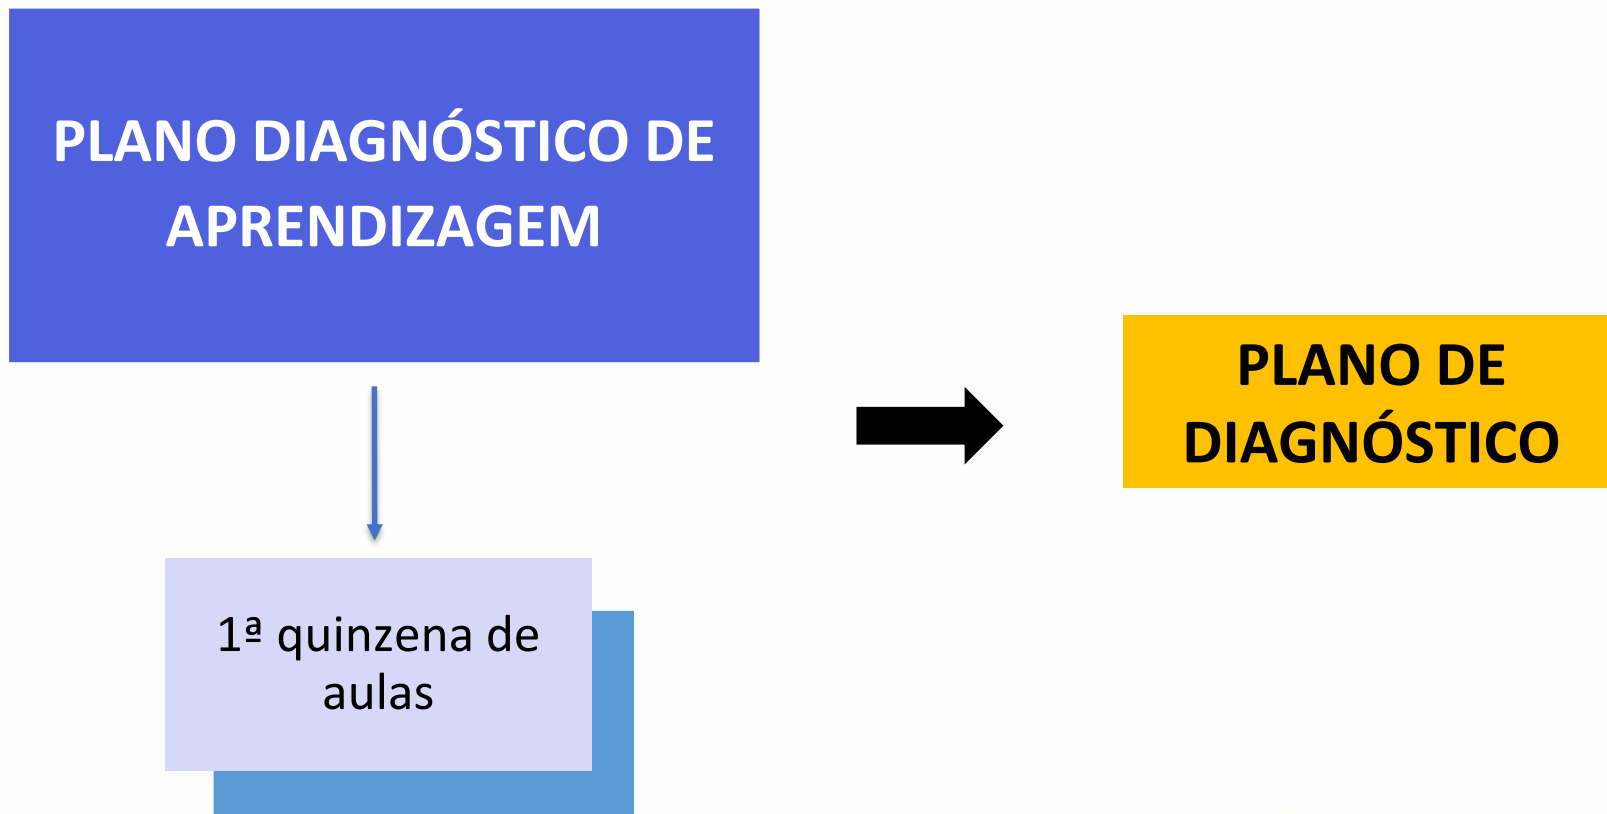 PLANO DIAGNÓSTICO DE
APRENDIZAGEM
PLANO DE
DIAGNÓSTICO
1ª quinzena de
aulas